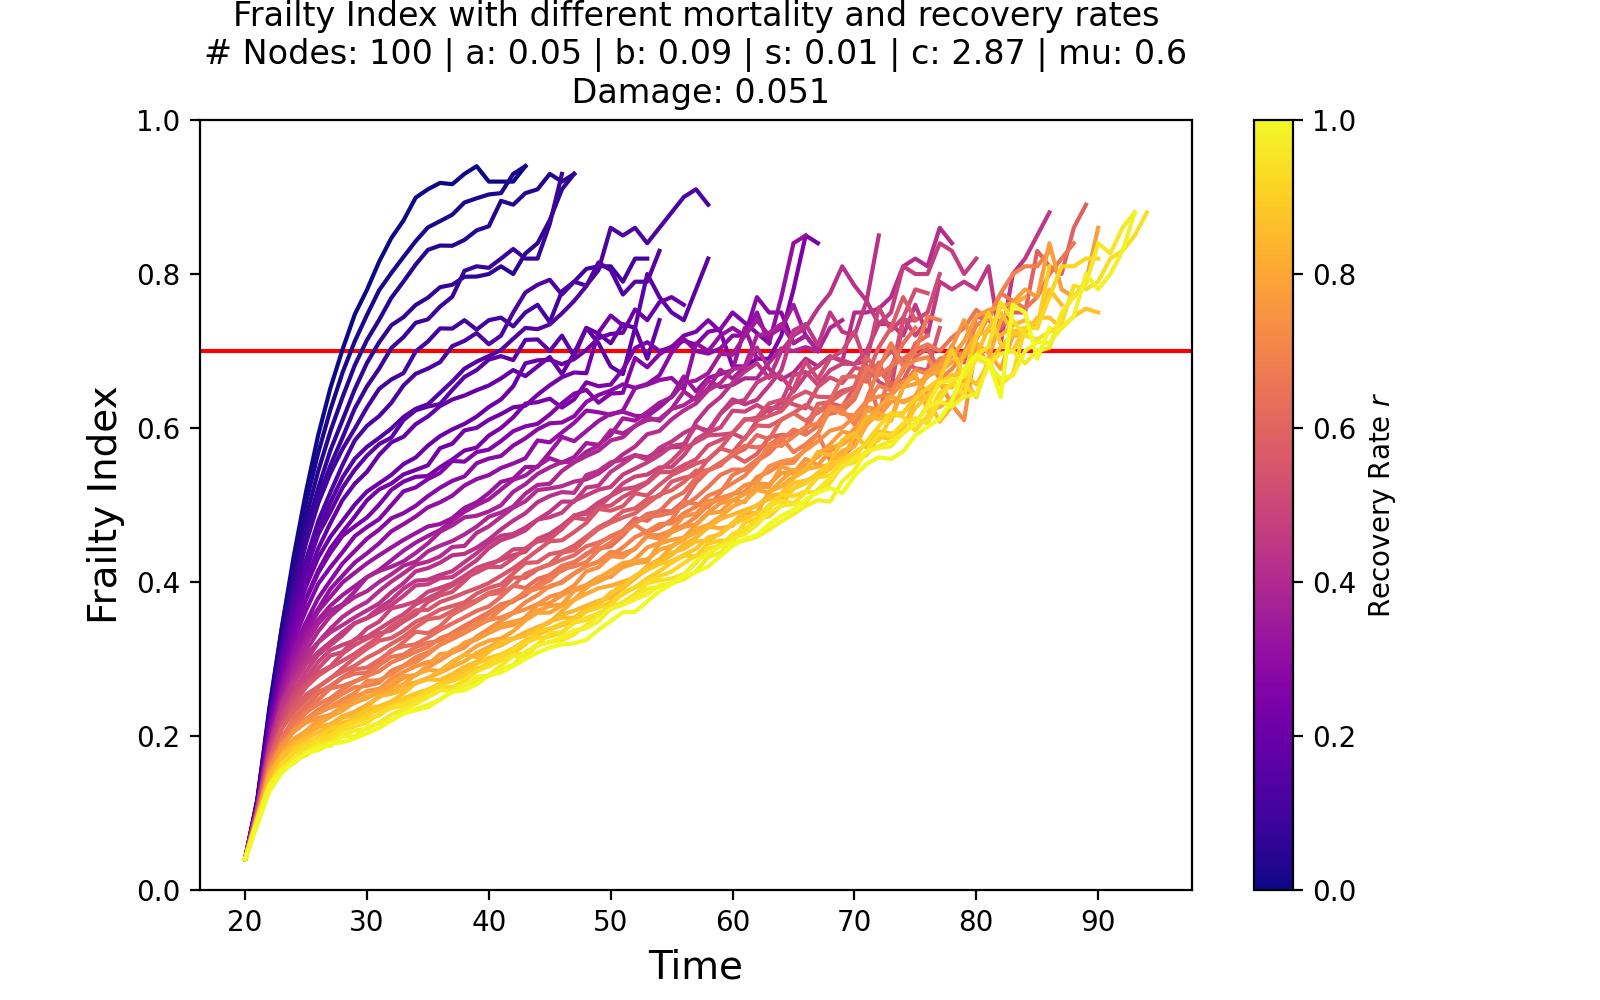 Frailty Index with different mortality and recovery rates
# Nodes: 100 | a: 0.05 | b: 0.09 | s: 0.01 | c: 2.87 | mu: 0.6
Damage: 0.051
1.0
0.8
0.6
0.4
0.2
0.0
Frailty Index
20 30 40 50 60 70 80 90
Time
1.0
0.8
0.6
0.4
0.2
0.0
Recovery Rate r